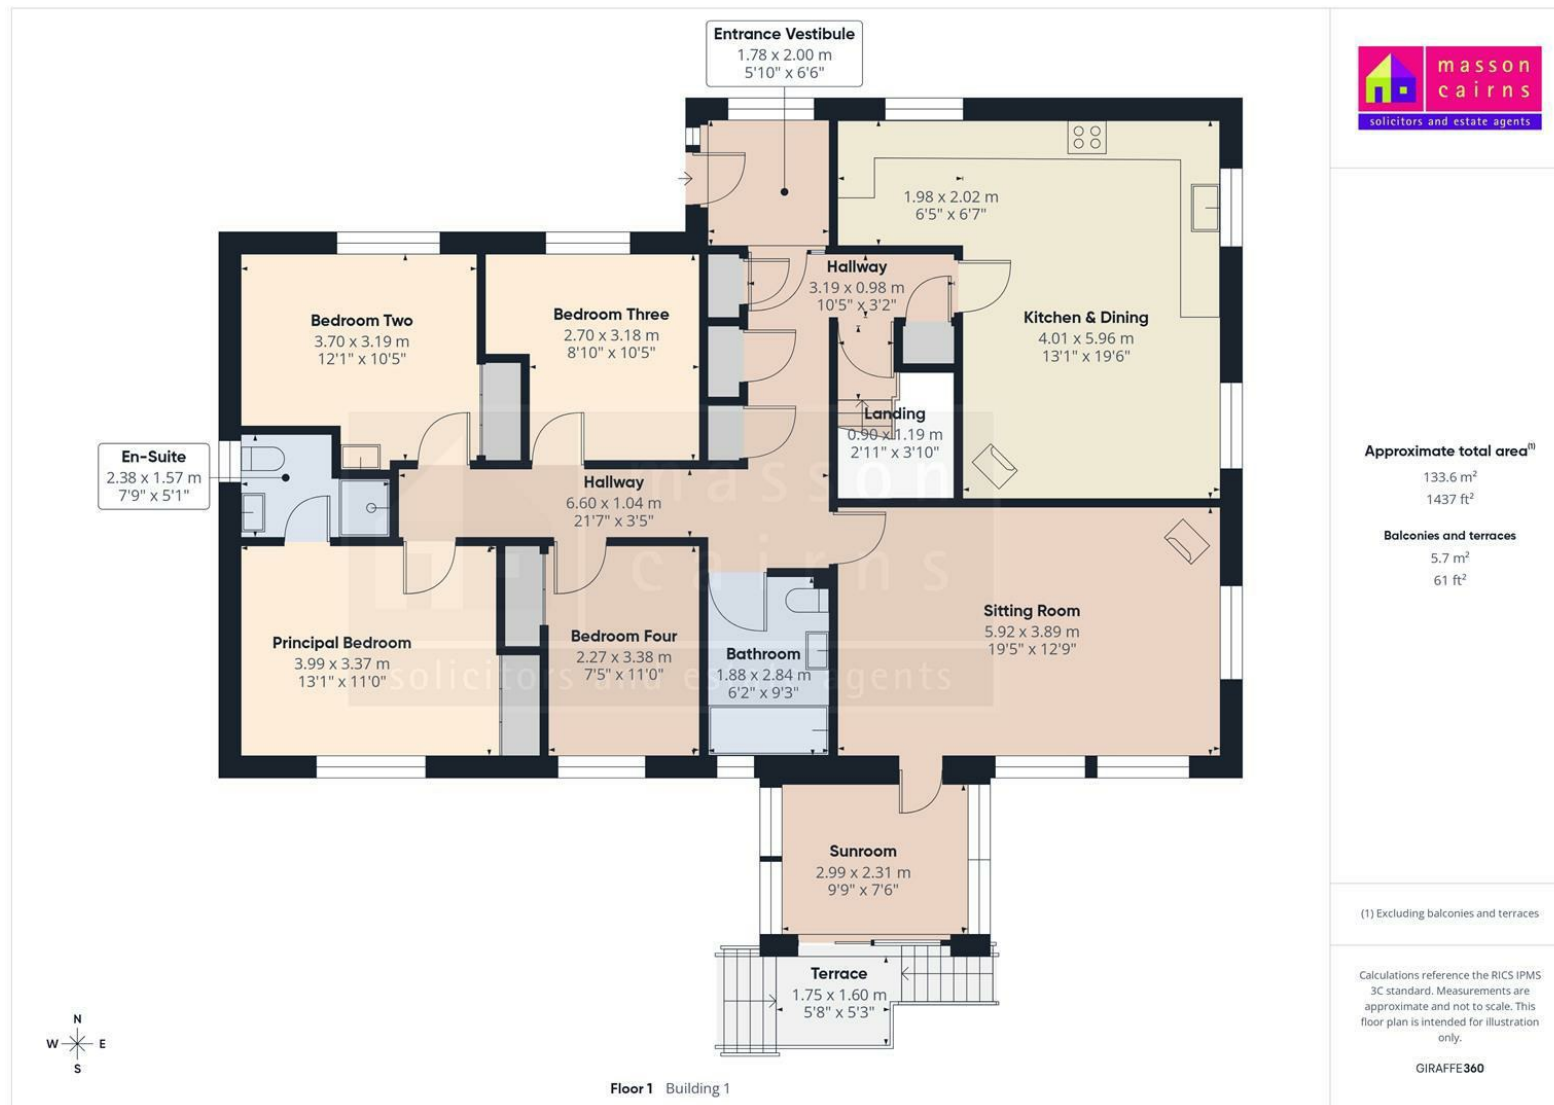 Entrance Vestibule
1.78 x 2.00 m
5'10" x 6'6"
1.98 x 2.02 m
6'5" x 6'7"
Hallway
3.19 x 0.98 m
10'5" x 3'2"
Kitchen & Dining
4.01 x 5.96 m
13'1" x 19'6"
Bedroom Two
3.70 x 3.19 m
12'1" x 10'5"
Bedroom Three
2.70 x 3.18 m
8'10" x 10'5"
Landing
0.90 x 1.19 m
2'11" x 3'10"
En-Suite
2.38 x 1.57 m
7'9" x 5'1"
Hallway
6.60 x 1.04 m
21'7" x 3'5"
Principal Bedroom
3.99 x 3.37 m
13'1" x 11'0"
Bedroom Four
2.27 x 3.38 m
7'5" x 11'0"
Bathroom
1.88 x 2.84 m
6'2" x 9'3"
Sitting Room
5.92 x 3.89 m
19'5" x 12'9"
Sunroom
2.99 x 2.31 m
9'9" x 7'6"
Terrace
1.75 x 1.60 m
5'8" x 5'3"
masson
cairns
solicitors and estate agents
N
W E
S
Floor 1 Building 1
masson
cairns
solicitors and estate agents
Approximate total area(1)
133.6 m²
1437 ft²
Balconies and terraces
5.7 m²
61 ft²
(1) Excluding balconies and terraces
Calculations reference the RICS IPMS
3C standard. Measurements are
approximate and not to scale. This
floor plan is intended for illustration
only.
GIRAFFE360